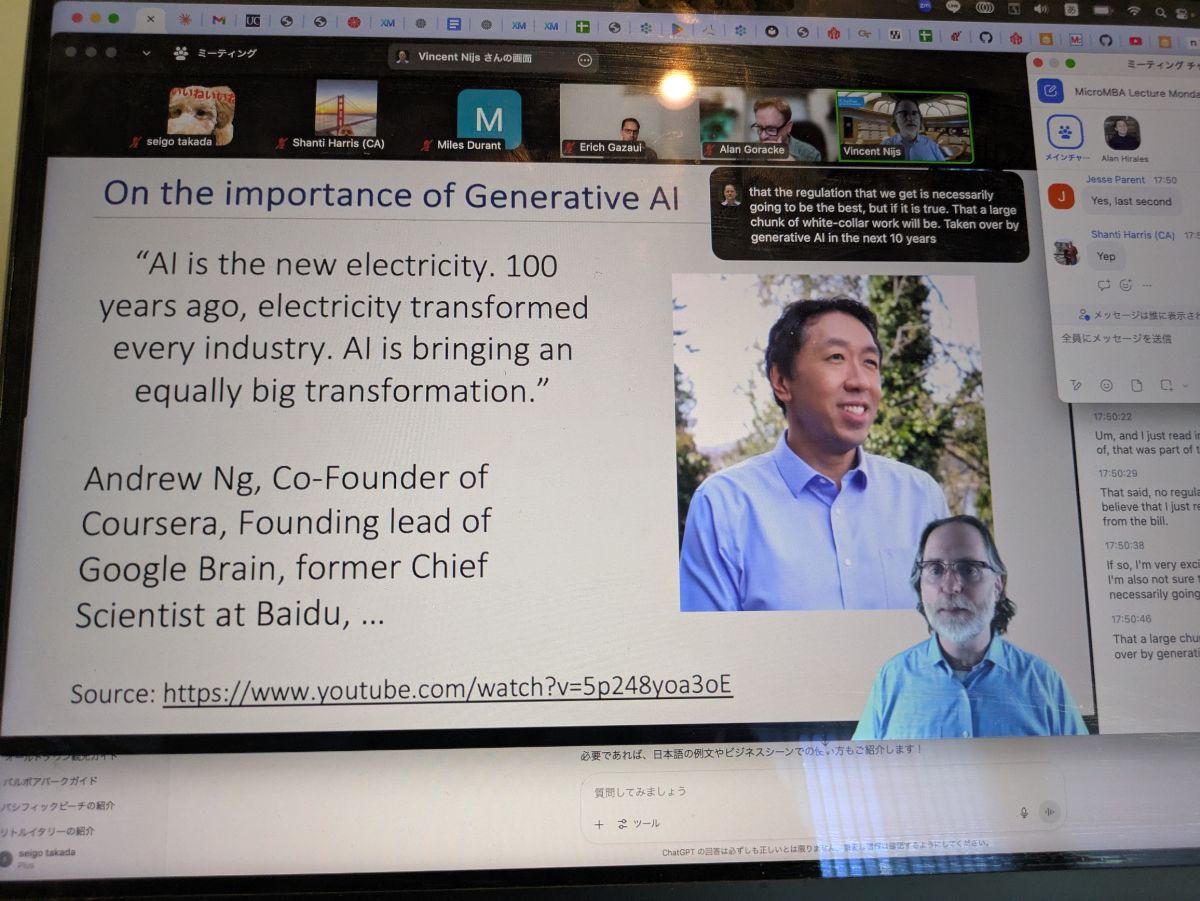 ミーティング
Vincent Nijs さんの画面
いいねいいね
seigo takada
Shanti Harris (CA)
M
Miles Durant
Erich Gazaui
Alan Goracke
Vincent Nijs
On the importance of Generative AI
that the regulation that we get is necessarily
going to be the best, but if it is true. That a large
chunk of white-collar work will be. Taken over by
generative AI in the next 10 years
“AI is the new electricity. 100
years ago, electricity transformed
every industry. AI is bringing an
equally big transformation.”
Andrew Ng, Co-Founder of
Coursera, Founding lead of
Google Brain, former Chief
Scientist at Baidu, ...
Source: https://www.youtube.com/watch?v=5p248yoa3oE
ミーティング チャ
MicroMBA Lecture Monda
メインチャ…
Alan Hirales
Jesse Parent 17:50
J
Yes, last second
Shanti Harris (CA) 17:5
Yep
メッセージは誰に表示され
全員にメッセージを送信
17:50:22
Um, and I just read i
of, that was part of t
17:50:29
That said, no regula
believe that I just r
from the bill.
17:50:38
If so, I'm very exci
I'm also not sure t
necessarily going
17:50:46
That a large chu
over by generati
オールドタウン観光ガイド
バルボアパークガイド
パシフィックビーチの紹介
リトルイタリーの紹介
seigo takada
Plus
必要であれば、日本語の例文やビジネスシーンでの使い方もご紹介します！
質問してみましょう
ツール
ChatGPT の回答は必ずしも正しいとは限りません。重要な情報は確認するようにしてください。